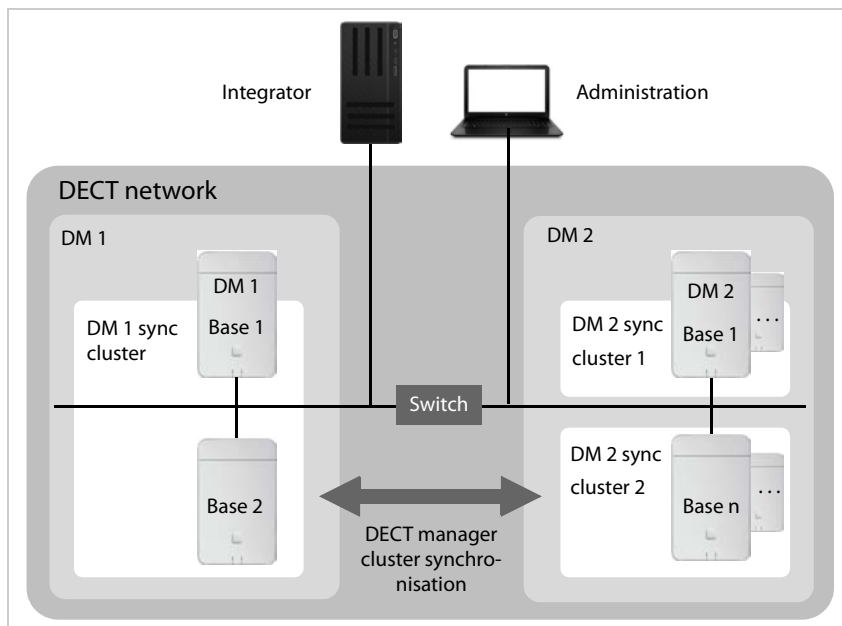 Integrator
Administration
DECT network
DM 1
DM 2
DM 1
Base 1
DM 1 sync
cluster
DM 2 sync
cluster 1
DM 2
Base 1
...
Switch
Base 2
DM 2 sync
cluster 2
Base n
...
DECT manager
cluster synchro-
nisation